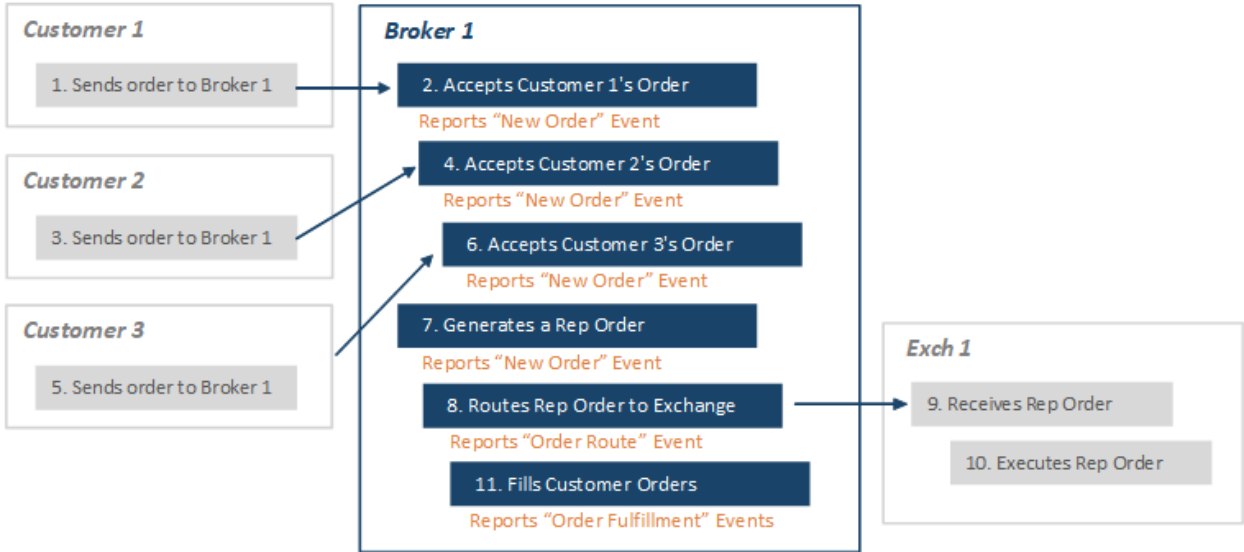 Customer 1
1. Sends order to Broker 1
Customer 2
3. Sends order to Broker 1
Customer 3
5. Sends order to Broker 1
Broker 1
2. Accepts Customer 1's Order
Reports “New Order” Event
4. Accepts Customer 2's Order
Reports “New Order” Event
6. Accepts Customer 3's Order
Reports “New Order” Event
7. Generates a Rep Order
Reports “New Order” Event
8. Routes Rep Order to Exchange
Reports “Order Route” Event
11. Fills Customer Orders
Reports “Order Fulfillment” Events
Exch 1
9. Receives Rep Order
10. Executes Rep Order